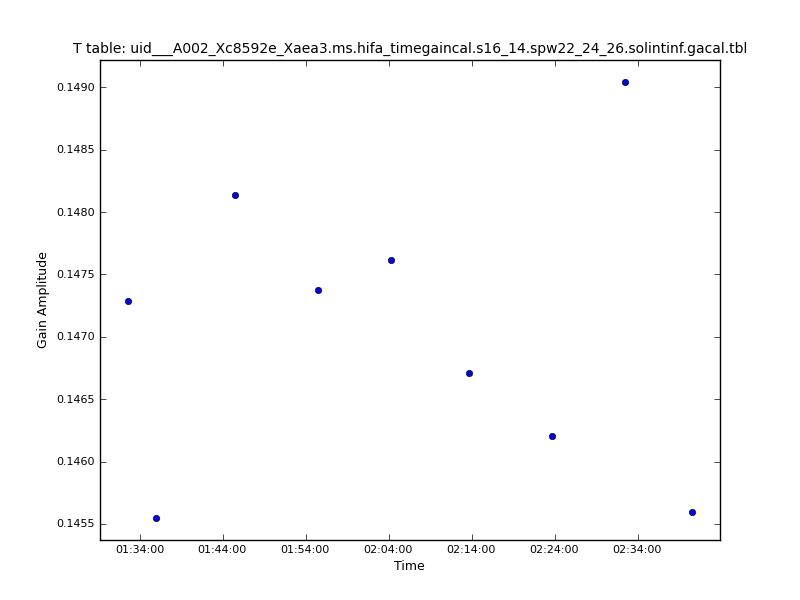 T table: uid___A002_Xc8592e_Xaea3.ms.hifa_timegaincal.s16_14.spw22_24_26.solintinf.gacal.tbl
0.1490
0.1485
0.1480
0.1475
0.1470
0.1465
0.1460
0.1455
Gain Amplitude
01:34:00 01:44:00 01:54:00 02:04:00 02:14:00 02:24:00 02:34:00
Time